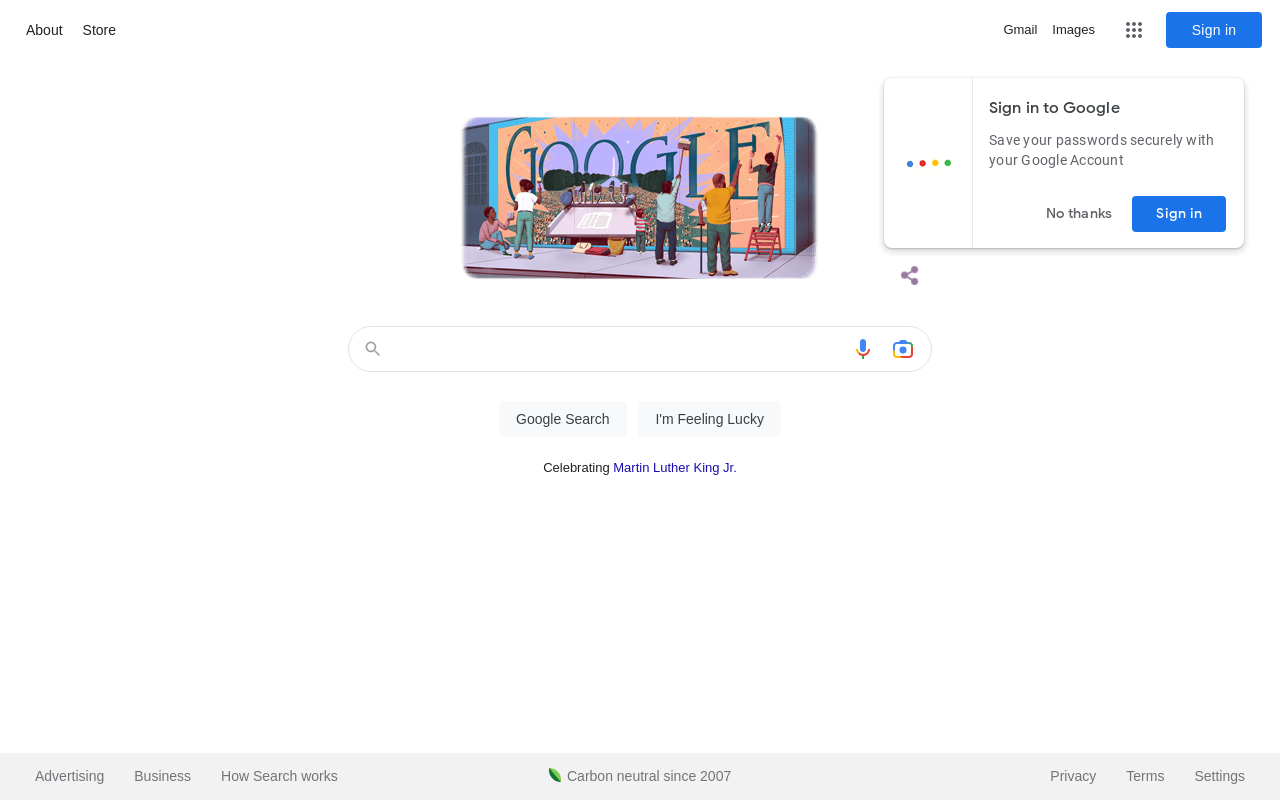 About Store
Gmail Images
Sign in
GOOGLE
Sign in to Google
Save your passwords securely with
your Google Account
No thanks
Sign in
Google Search
I'm Feeling Lucky
Celebrating Martin Luther King Jr.
Advertising Business How Search works
Carbon neutral since 2007
Privacy Terms Settings